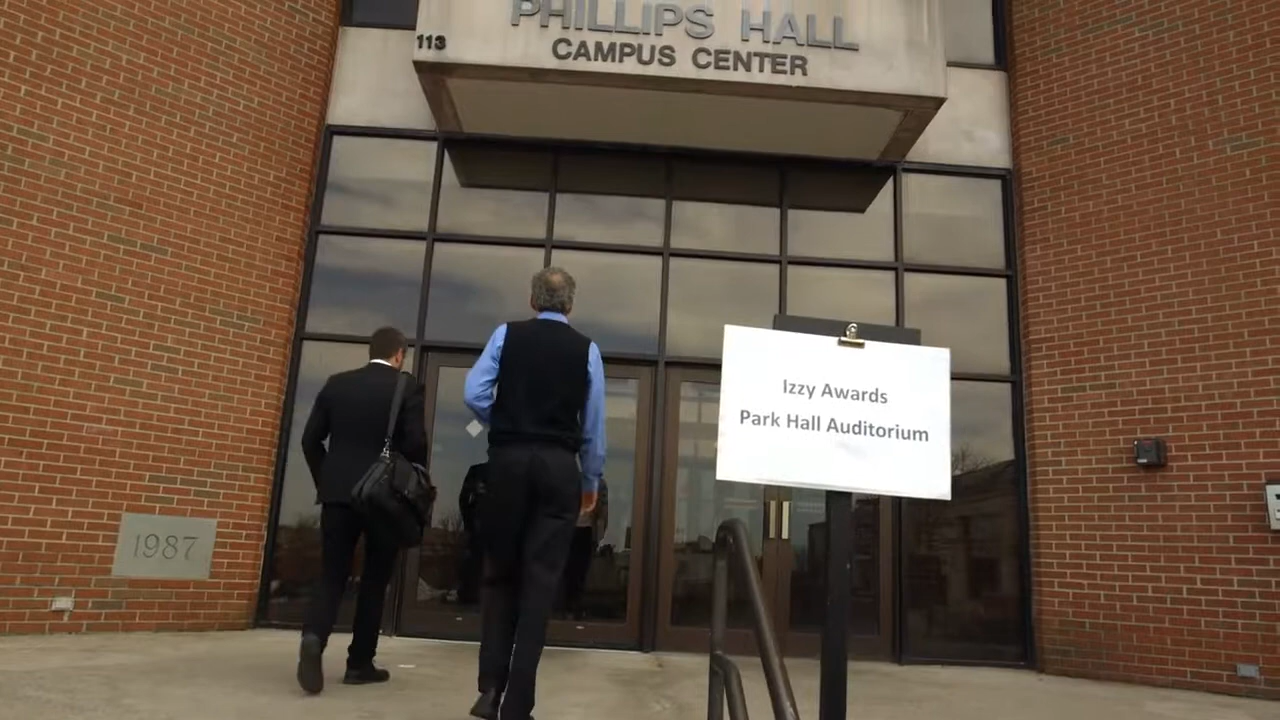 PHILLIPS HALL
113
CAMPUS CENTER
Izzy Awards
Park Hall Auditorium
1987